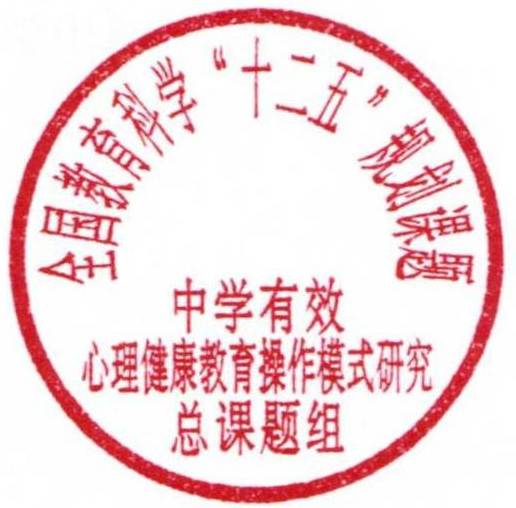 全国教育科学“十二五”规划课题
中学有效
心理健康教育操作模式研究
总课题组